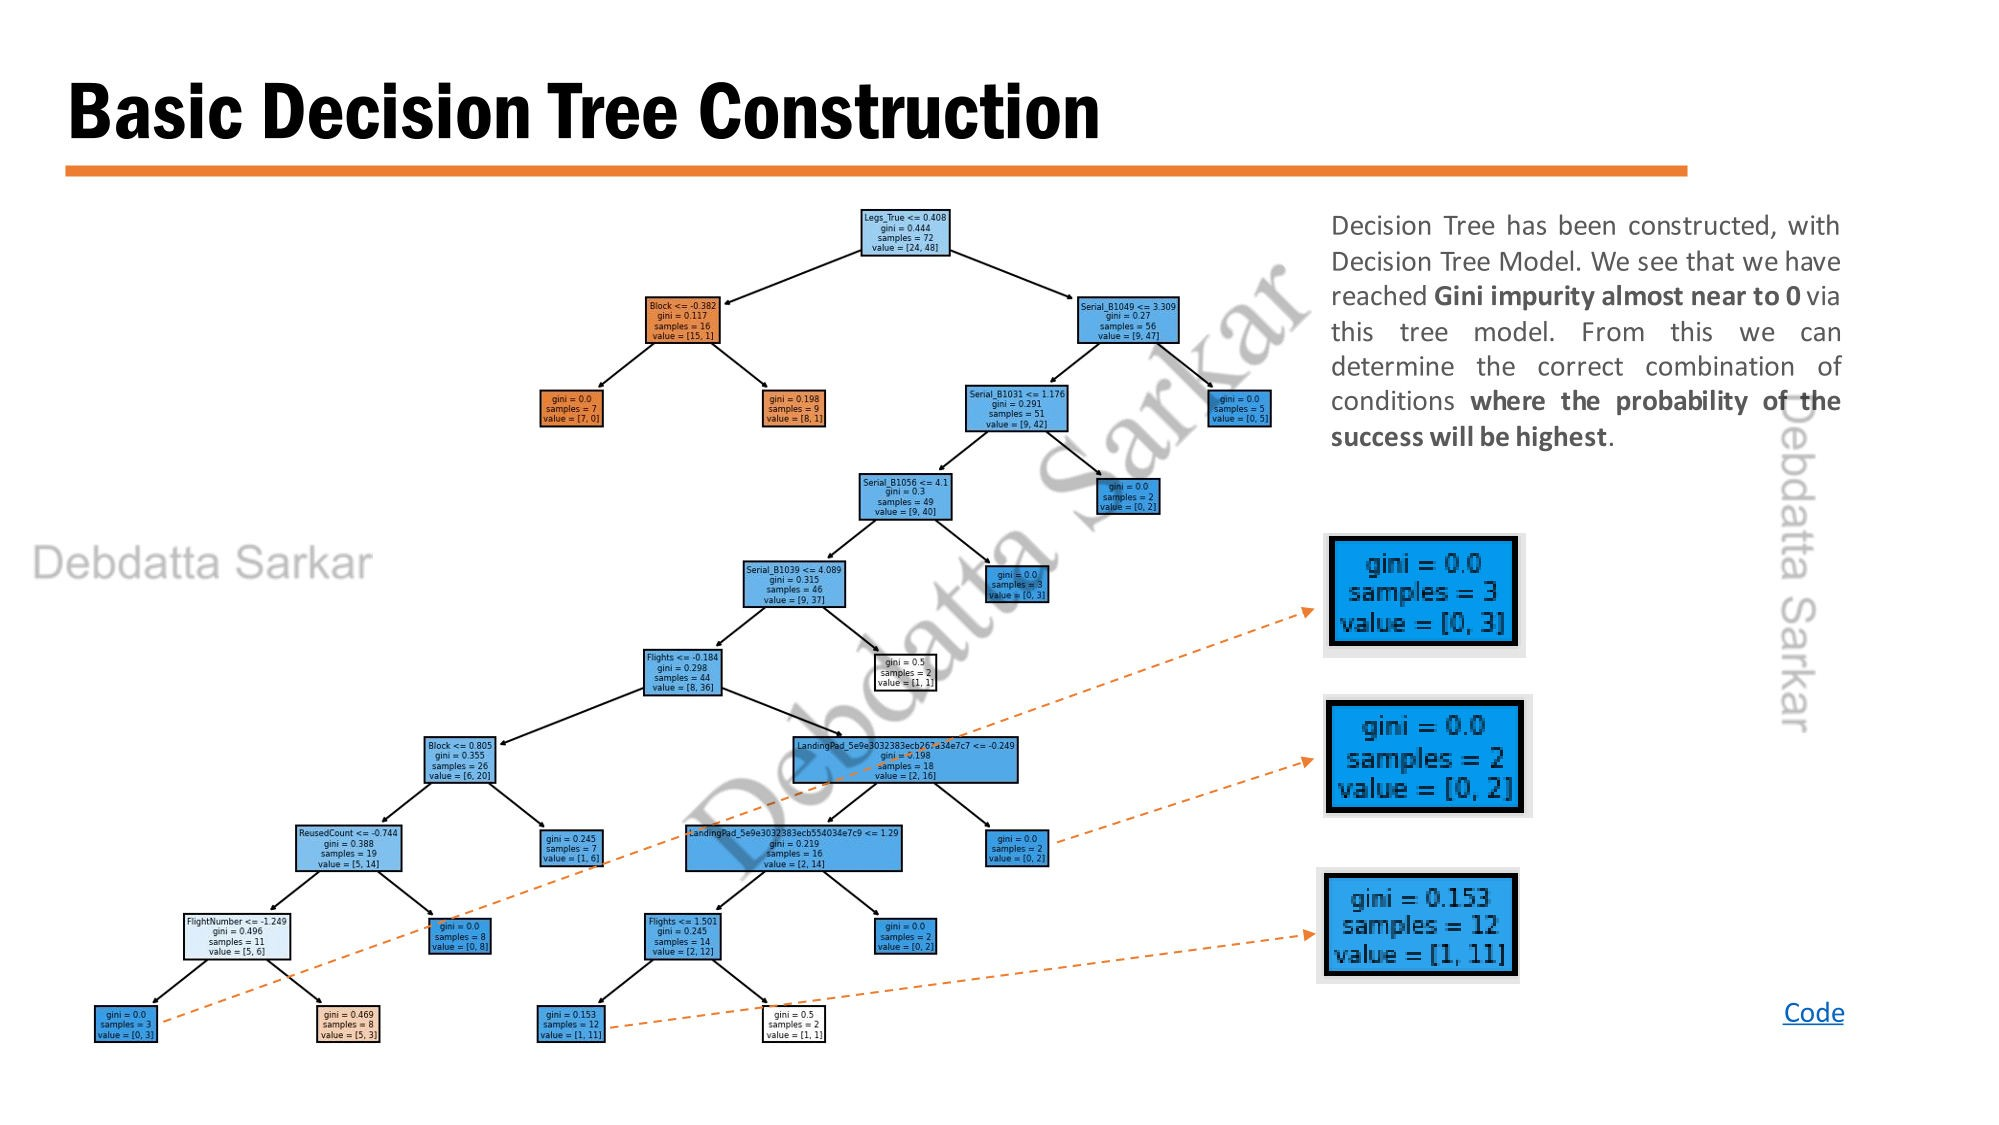 Basic Decision Tree Construction
Legs_True <= 0.408
gini = 0.444
samples = 72
value = [24, 48]
Block <= -0.382
gini = 0.117
samples = 16
value = [15, 1]
Serial_B1049 <= 3.309
gini = 0.27
samples = 56
value = [9, 47]
gini = 0.0
samples = 7
value = [7, 0]
gini = 0.198
samples = 9
value = [8, 1]
Serial_B1031 <= 1.176
gini = 0.291
samples = 51
value = [9, 42]
gini = 0.0
samples = 5
value = [0, 5]
Serial_B1056 <= 4.1
gini = 0.3
samples = 49
value = [9, 40]
gini = 0.0
samples = 2
value = [0, 2]
Serial_B1039 <= 4.089
gini = 0.315
samples = 46
value = [9, 37]
gini = 0.0
samples = 3
value = [0, 3]
Flights <= -0.184
gini = 0.298
samples = 44
value = [8, 36]
gini = 0.5
samples = 2
value = [1, 1]
Block <= 0.805
gini = 0.355
samples = 26
value = [6, 20]
<= -0.249
gini = 0.198
samples = 18
value = [2, 16]
ReusedCount <= -0.744
gini = 0.388
samples = 19
value = [5, 14]
gini = 0.245
samples = 7
value = [1, 6]
LandingPad_5e9e3032383ecb554034e7c9 <= 1.29
gini = 0.219
samples = 16
value = [2, 14]
gini = 0.0
samples = 2
value = [0, 2]
FlightNumber <= -1.249
gini = 0.496
samples = 11
value = [5, 6]
gini = 0.0
samples = 8
value = [0, 8]
Flights <= 1.501
gini = 0.245
samples = 14
value = [2, 12]
gini = 0.0
samples = 2
value = [0, 2]
gini = 0.0
samples = 3
value = [0, 3]
gini = 0.469
samples = 8
value = [5, 3]
gini = 0.153
samples = 12
value = [1, 11]
gini = 0.5
samples = 2
value = [1, 1]
Decision Tree has been constructed, with
Decision Tree Model. We see that we have
reached Gini impurity almost near to 0 via
this tree model. From this we can
determine the correct combination of
conditions where the probability of the
success will be highest.
gini = 0.0
samples = 3
value = [0, 3]
gini = 0.0
samples = 2
value = [0, 2]
gini = 0.153
samples = 12
value = [1, 11]
Code
Debdatta Sarkar
Debdatta Sarkar
Debdatta Sarkar